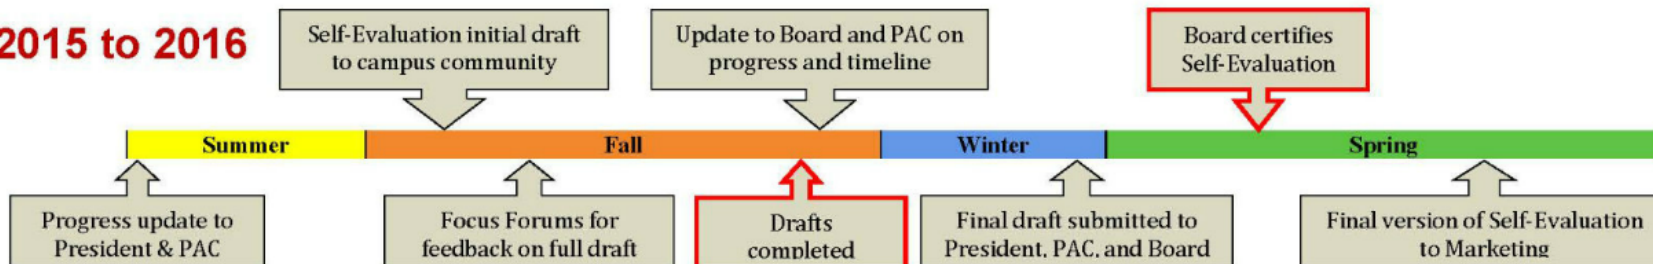 2015 to 2016
Self-Evaluation initial draft
to campus community
Update to Board and PAC on
progress and timeline
Board certifies
Self-Evaluation
Summer
Fall
Winter
Spring
Progress update to
President & PAC
Focus Forums for
feedback on full draft
Drafts
completed
Final draft submitted to
President, PAC, and Board
Final version of Self-Evaluation
to Marketing